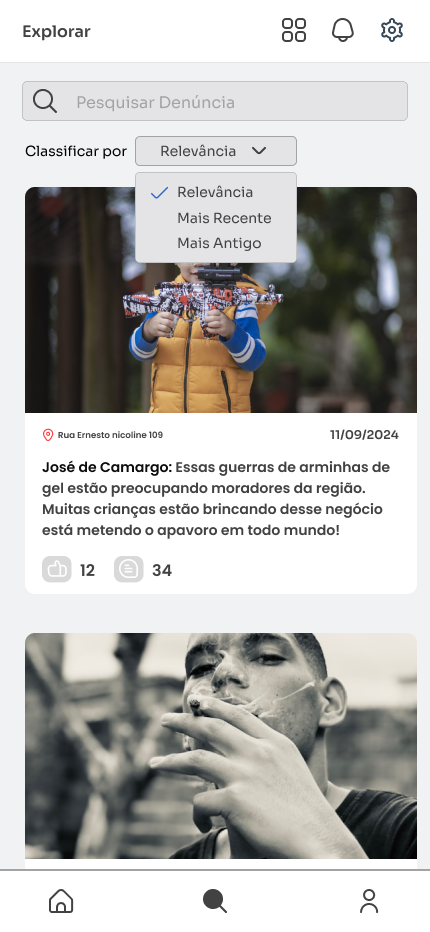 Explorar
Pesquisar Denúncia
Classificar por
Relevância
Relevância
Mais Recente
Mais Antigo
Rua Ernesto nicoline 109
11/09/2024
José de Camargo: Essas guerras de arminhas de
gel estão preocupando moradores da região.
Muitas crianças estão brincando desse negócio
está metendo o apavoro em todo mundo!
12
34